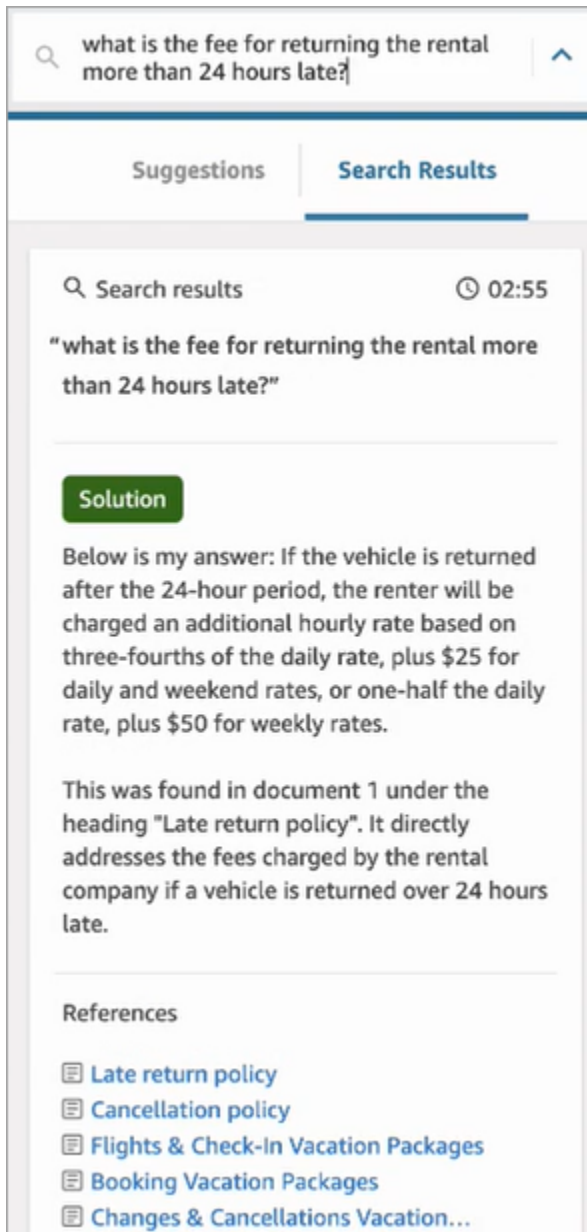 what is the fee for returning the rental
more than 24 hours late?
Suggestions
Search Results
Search results
02:55
“what is the fee for returning the rental more
than 24 hours late?”
Solution
Below is my answer: If the vehicle is returned
after the 24-hour period, the renter will be
charged an additional hourly rate based on
three-fourths of the daily rate, plus $25 for
daily and weekend rates, or one-half the daily
rate, plus $50 for weekly rates.
This was found in document 1 under the
heading "Late return policy". It directly
addresses the fees charged by the rental
company if a vehicle is returned over 24 hours
late.
References
Late return policy
Cancellation policy
Flights & Check-In Vacation Packages
Booking Vacation Packages
Changes & Cancellations Vacation...